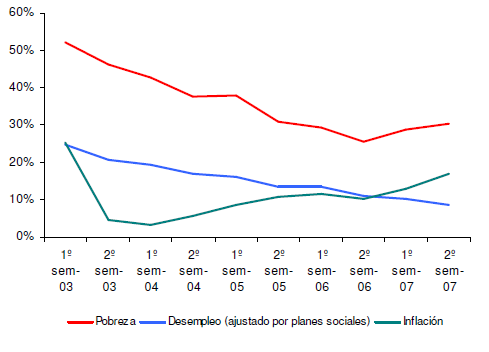 60%
50%
40%
30%
20%
10%
0%
1º 2º 1º 2º 1º 2º 1º 2º 1º 2º
sem- sem- sem- sem- sem- sem- sem- sem- sem- sem-
03 03 04 04 05 05 06 06 07 07
Pobreza Desempleo (ajustado por planes sociales) Inflación